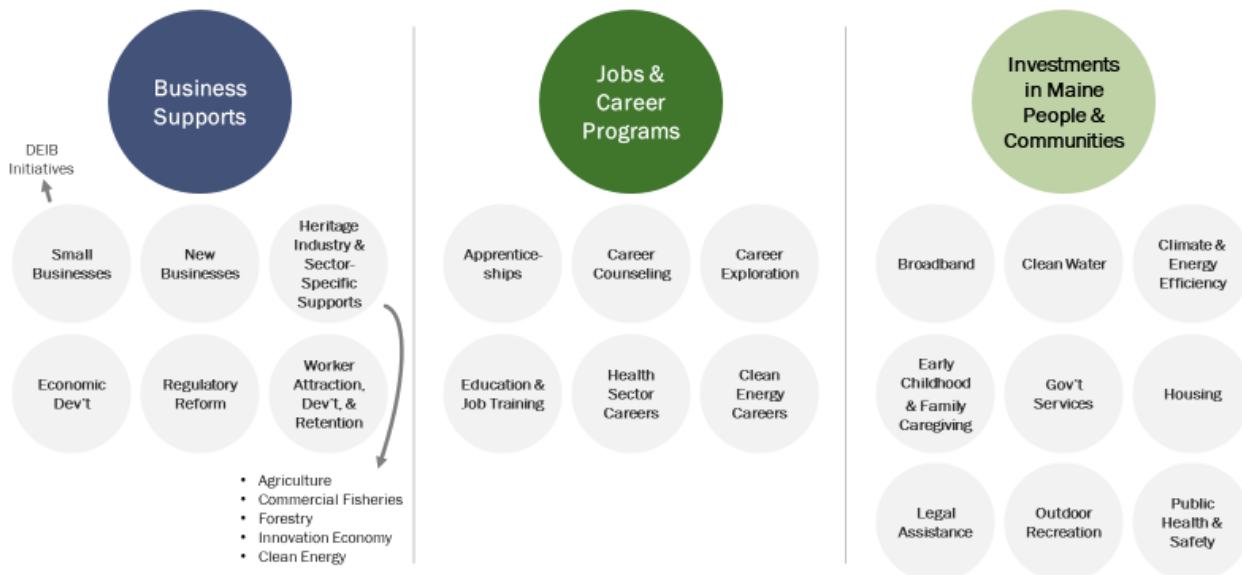 Business
Supports
DEIB
Initiatives
Small
Businesses
New
Businesses
Heritage
Industry &
Sector-
Specific
Supports
Economic
Dev't
Regulatory
Reform
Worker
Attraction,
Dev't, &
Retention
• Agriculture
• Commercial Fisheries
• Forestry
• Innovation Economy
• Clean Energy
Jobs &
Career
Programs
Apprentice-
ships
Career
Counseling
Career
Exploration
Education &
Job Training
Health
Sector
Careers
Clean
Energy
Careers
Investments
in Maine
People &
Communities
Broadband
Clean Water
Climate &
Energy
Efficiency
Early
Childhood
& Family
Caregiving
Gov't
Services
Housing
Legal
Assistance
Outdoor
Recreation
Public
Health &
Safety